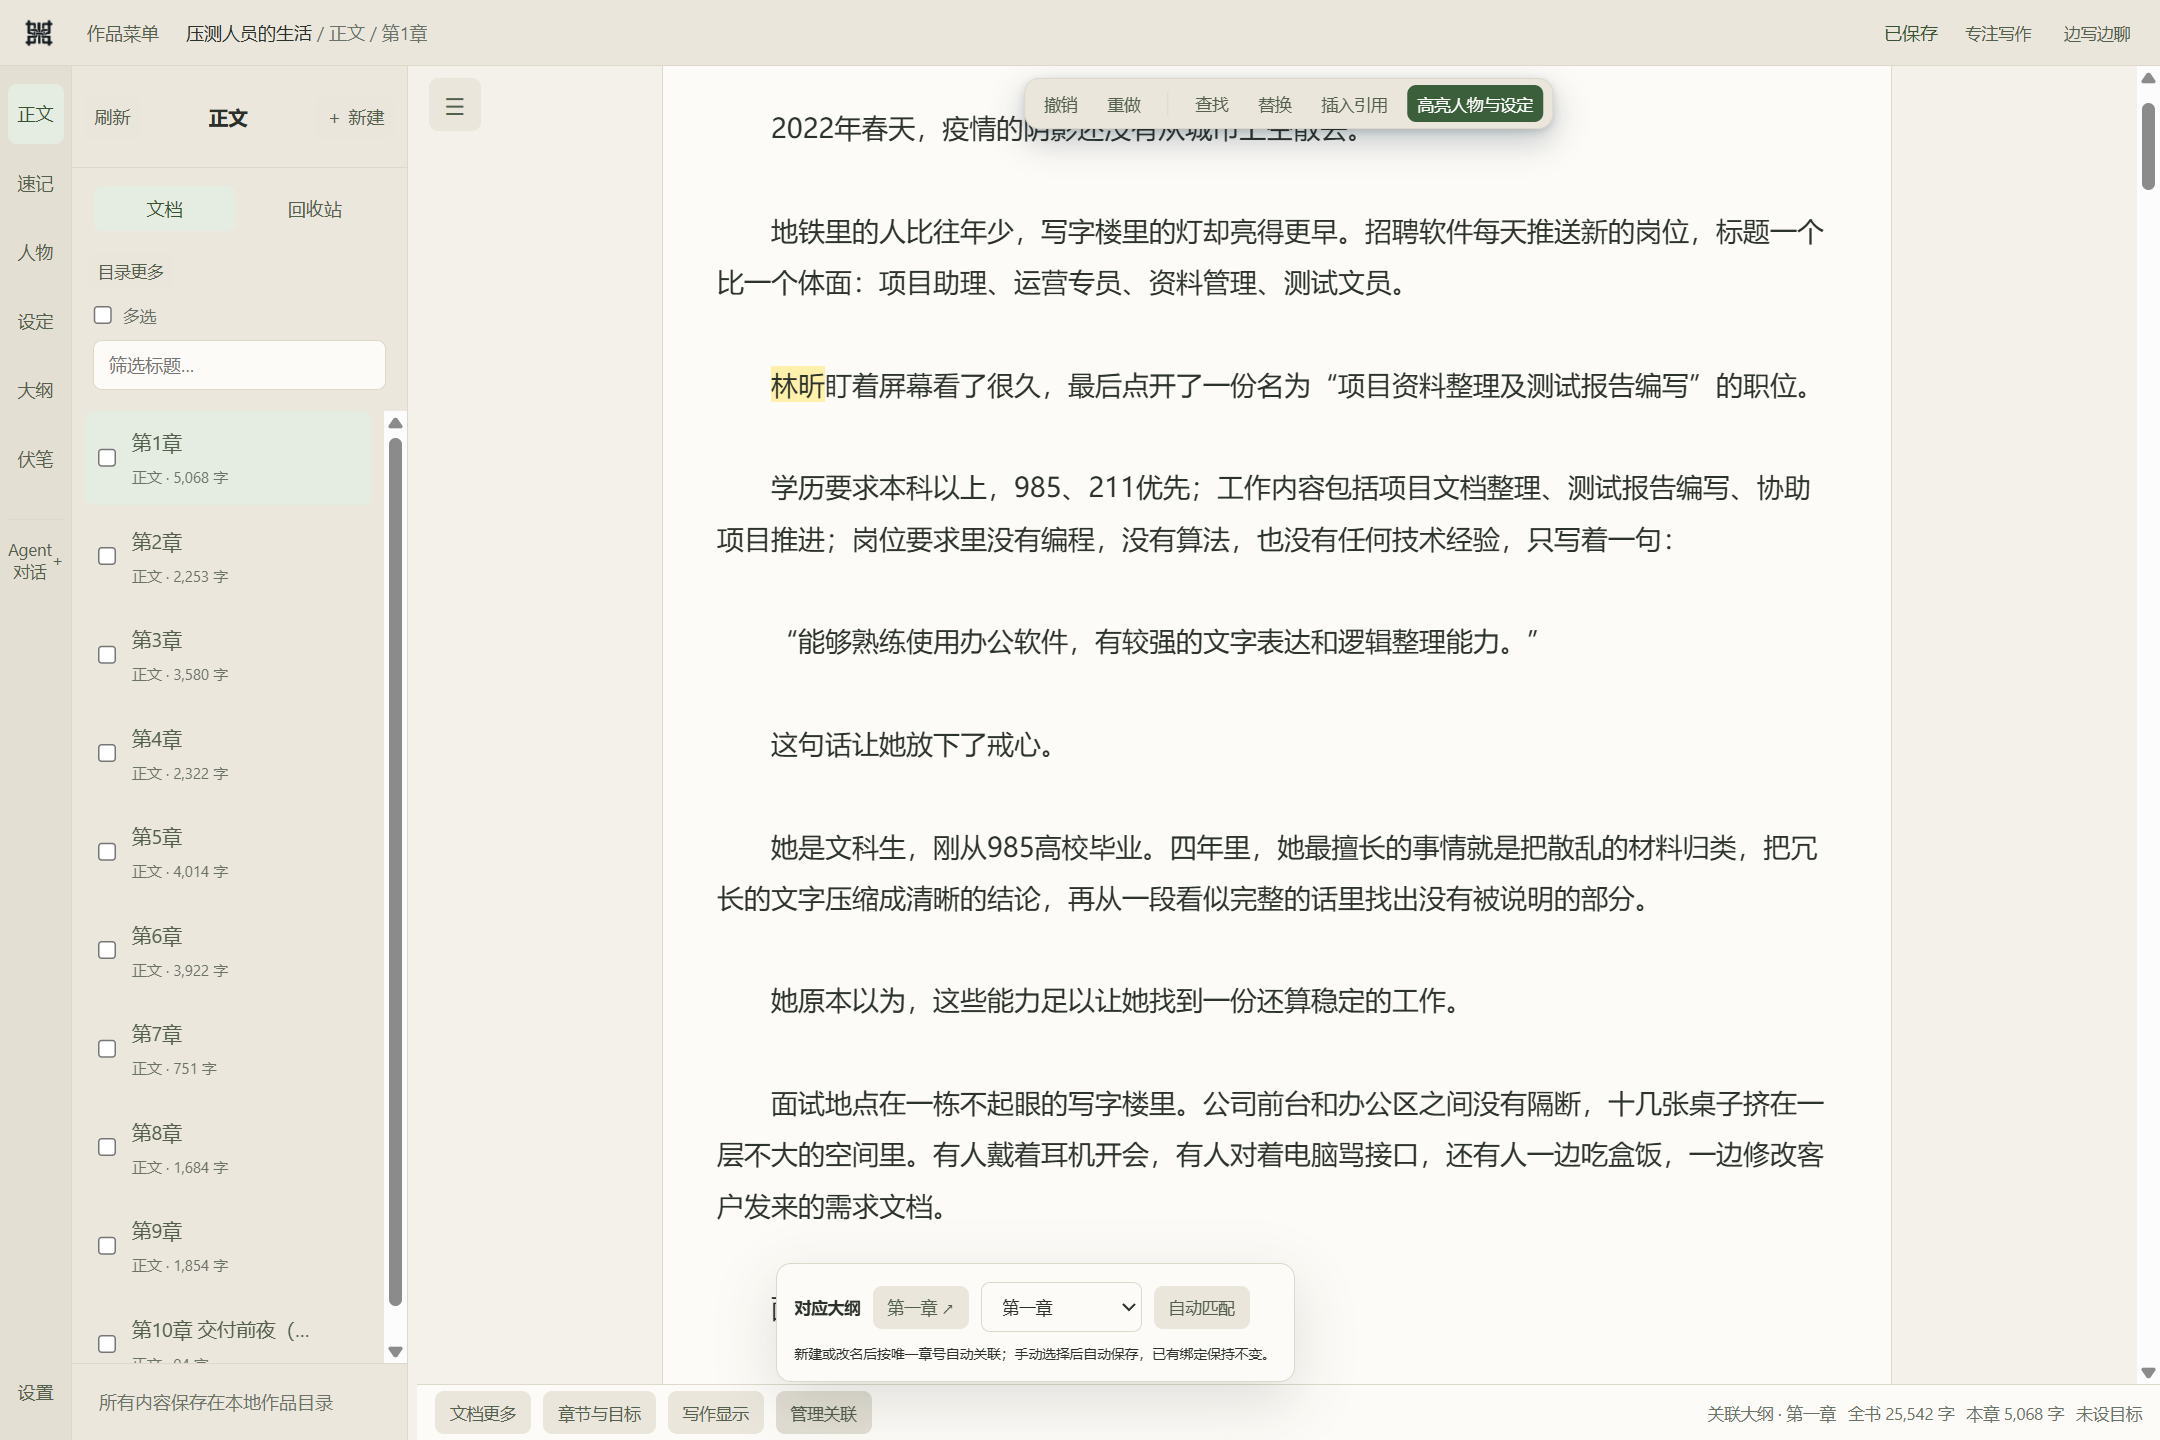 作品菜单
压测人员的生活 / 正文 / 第1章
已保存
专注写作
边写边聊
正文
速记
人物
设定
大纲
伏笔
Agent
对话
+
设置
刷新
正文
+ 新建
文档
回收站
目录更多
多选
筛选标题...
第1章
正文 · 5,068 字
第2章
正文 · 2,253 字
第3章
正文 · 3,580 字
第4章
正文 · 2,322 字
第5章
正文 · 4,014 字
第6章
正文 · 3,922 字
第7章
正文 · 751 字
第8章
正文 · 1,684 字
第9章
正文 · 1,854 字
第10章 交付前夜（...
所有内容保存在本地作品目录
撤销
重做
查找
替换
插入引用
高亮人物与设定
2022年春天，疫情的阴影还没有从城市上空散去。
地铁里的人比往年少，写字楼里的灯却亮得更早。招聘软件每天推送新的岗位，标题一个
比一个体面：项目助理、运营专员、资料管理、测试文员。
林昕盯着屏幕看了很久，最后点开了一份名为“项目资料整理及测试报告编写”的职位。
学历要求本科以上，985、211优先；工作内容包括项目文档整理、测试报告编写、协助
项目推进；岗位要求里没有编程，没有算法，也没有任何技术经验，只写着一句：
“能够熟练使用办公软件，有较强的文字表达和逻辑整理能力。”
这句话让她放下了戒心。
她是文科生，刚从985高校毕业。四年里，她最擅长的事情就是把散乱的材料归类，把冗
长的文字压缩成清晰的结论，再从一段看似完整的话里找出没有被说明的部分。
她原本以为，这些能力足以让她找到一份还算稳定的工作。
面试地点在一栋不起眼的写字楼里。公司前台和办公区之间没有隔断，十几张桌子挤在一
层不大的空间里。有人戴着耳机开会，有人对着电脑骂接口，还有人一边吃盒饭，一边修改客
户发来的需求文档。
对应大纲
第一章 ↗
第一章
自动匹配
新建或改名后按唯一章号自动关联；手动选择后自动保存，已有绑定保持不变。
文档更多
章节与目标
写作显示
管理关联
关联大纲 · 第一章
全书 25,542 字
本章 5,068 字
未设目标